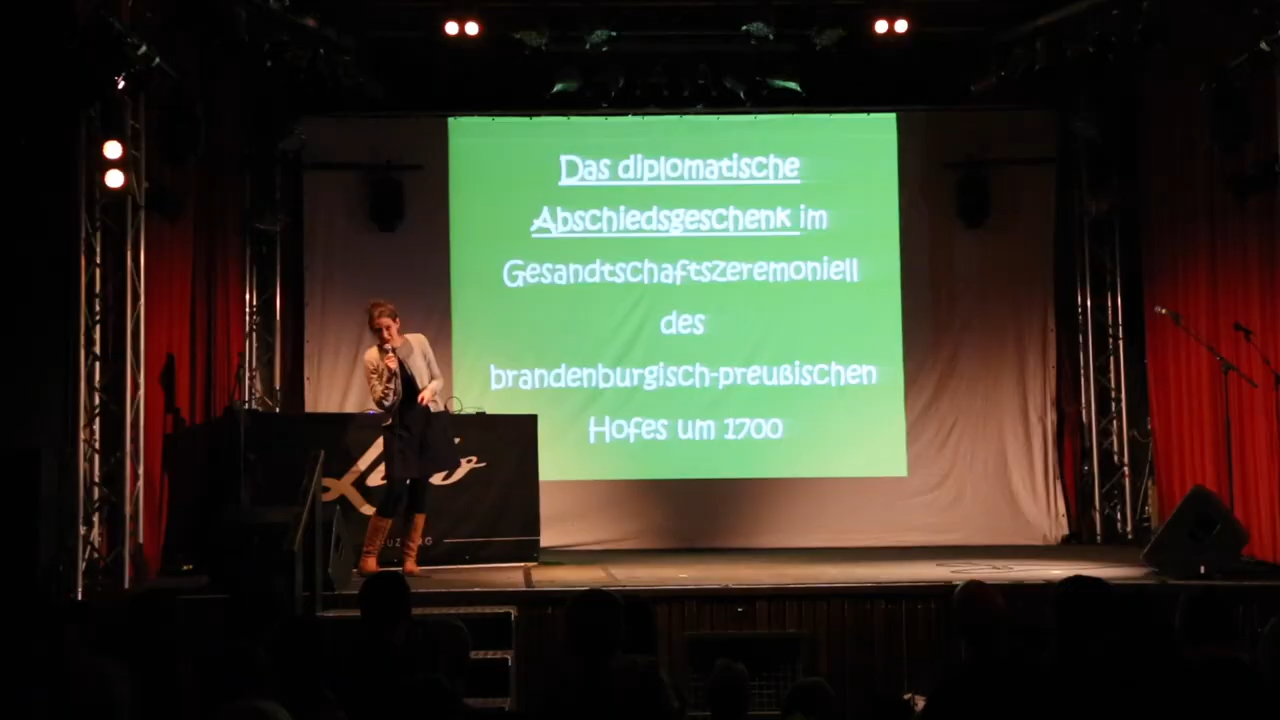 Das diplomatische
Abschiedsgeschenk im
Gesandtschaftszeremoniell
des
brandenburgisch-preußischen
Hofes um 1700